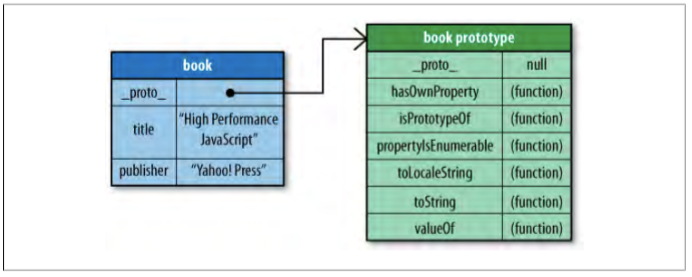 book
_proto_
title "High Performance
JavaScript"
publisher "Yahoo! Press"
book prototype
_proto_ null
hasOwnProperty (function)
isPrototypeOf (function)
propertyIsEnumerable (function)
toLocaleString (function)
toString (function)
valueOf (function)